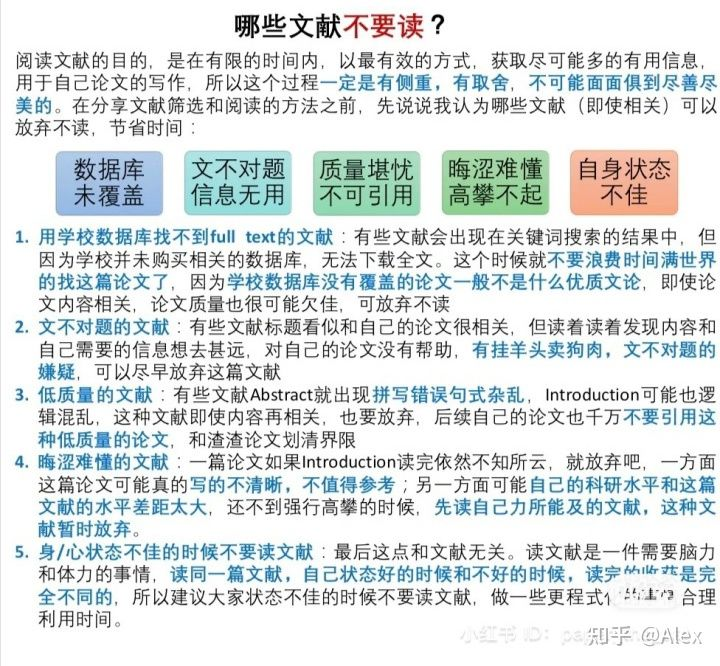 哪些文献不要读？
阅读文献的目的，是在有限的时间内，以最有效的方式，获取尽可能多的有用信息，
用于自己论文的写作，所以这个过程一定是有侧重，有取舍，不可能面面俱到尽善尽
美的。在分享文献筛选和阅读的方法之前，先说说我认为哪些文献（即使相关）可以
放弃不读，节省时间：
数据库
未覆盖
文不对题
信息无用
质量堪忧
不可引用
晦涩难懂
高攀不起
自身状态
不佳
1. 用学校数据库找不到full text的文献：有些文献会出现在关键词搜索的结果中，但
因为学校并未购买相关的数据库，无法下载全文。这个时候就不要浪费时间满世界
的找这篇论文了，因为学校数据库没有覆盖的论文一般不是什么优质文论，即使论
文内容相关，论文质量也很可能欠佳，可放弃不读
2. 文不对题的文献：有些文献标题看似和自己的论文很相关，但读着读着发现内容和
自己需要的信息想去甚远，对自己的论文没有帮助，有挂羊头卖狗肉，文不对题的
嫌疑，可以尽早放弃这篇文献
3. 低质量的文献：有些文献Abstract就出现拼写错误句式杂乱，Introduction可能也逻
辑混乱，这种文献即使内容再相关，也要放弃，后续自己的论文也千万不要引用这
种低质量的论文，和渣渣论文划清界限
4. 晦涩难懂的文献：一篇论文如果Introduction读完依然不知所云，就放弃吧，一方面
这篇论文可能真的写的不清晰，不值得参考；另一方面可能自己的科研水平和这篇
文献的水平差距太大，还不到强行高攀的时候，先读自己力所能及的文献，这种文
献暂时放弃。
5. 身/心状态不佳的时候不要读文献：最后这点和文献无关。读文献是一件需要脑力
和体力的事情，读同一篇文献，自己状态好的时候和不好的时候，读完的收获是完
全不同的，所以建议大家状态不佳的时候不要读文献，做一些更程式化的事情合理
利用时间。
小红书 ID：
知乎 @Alex